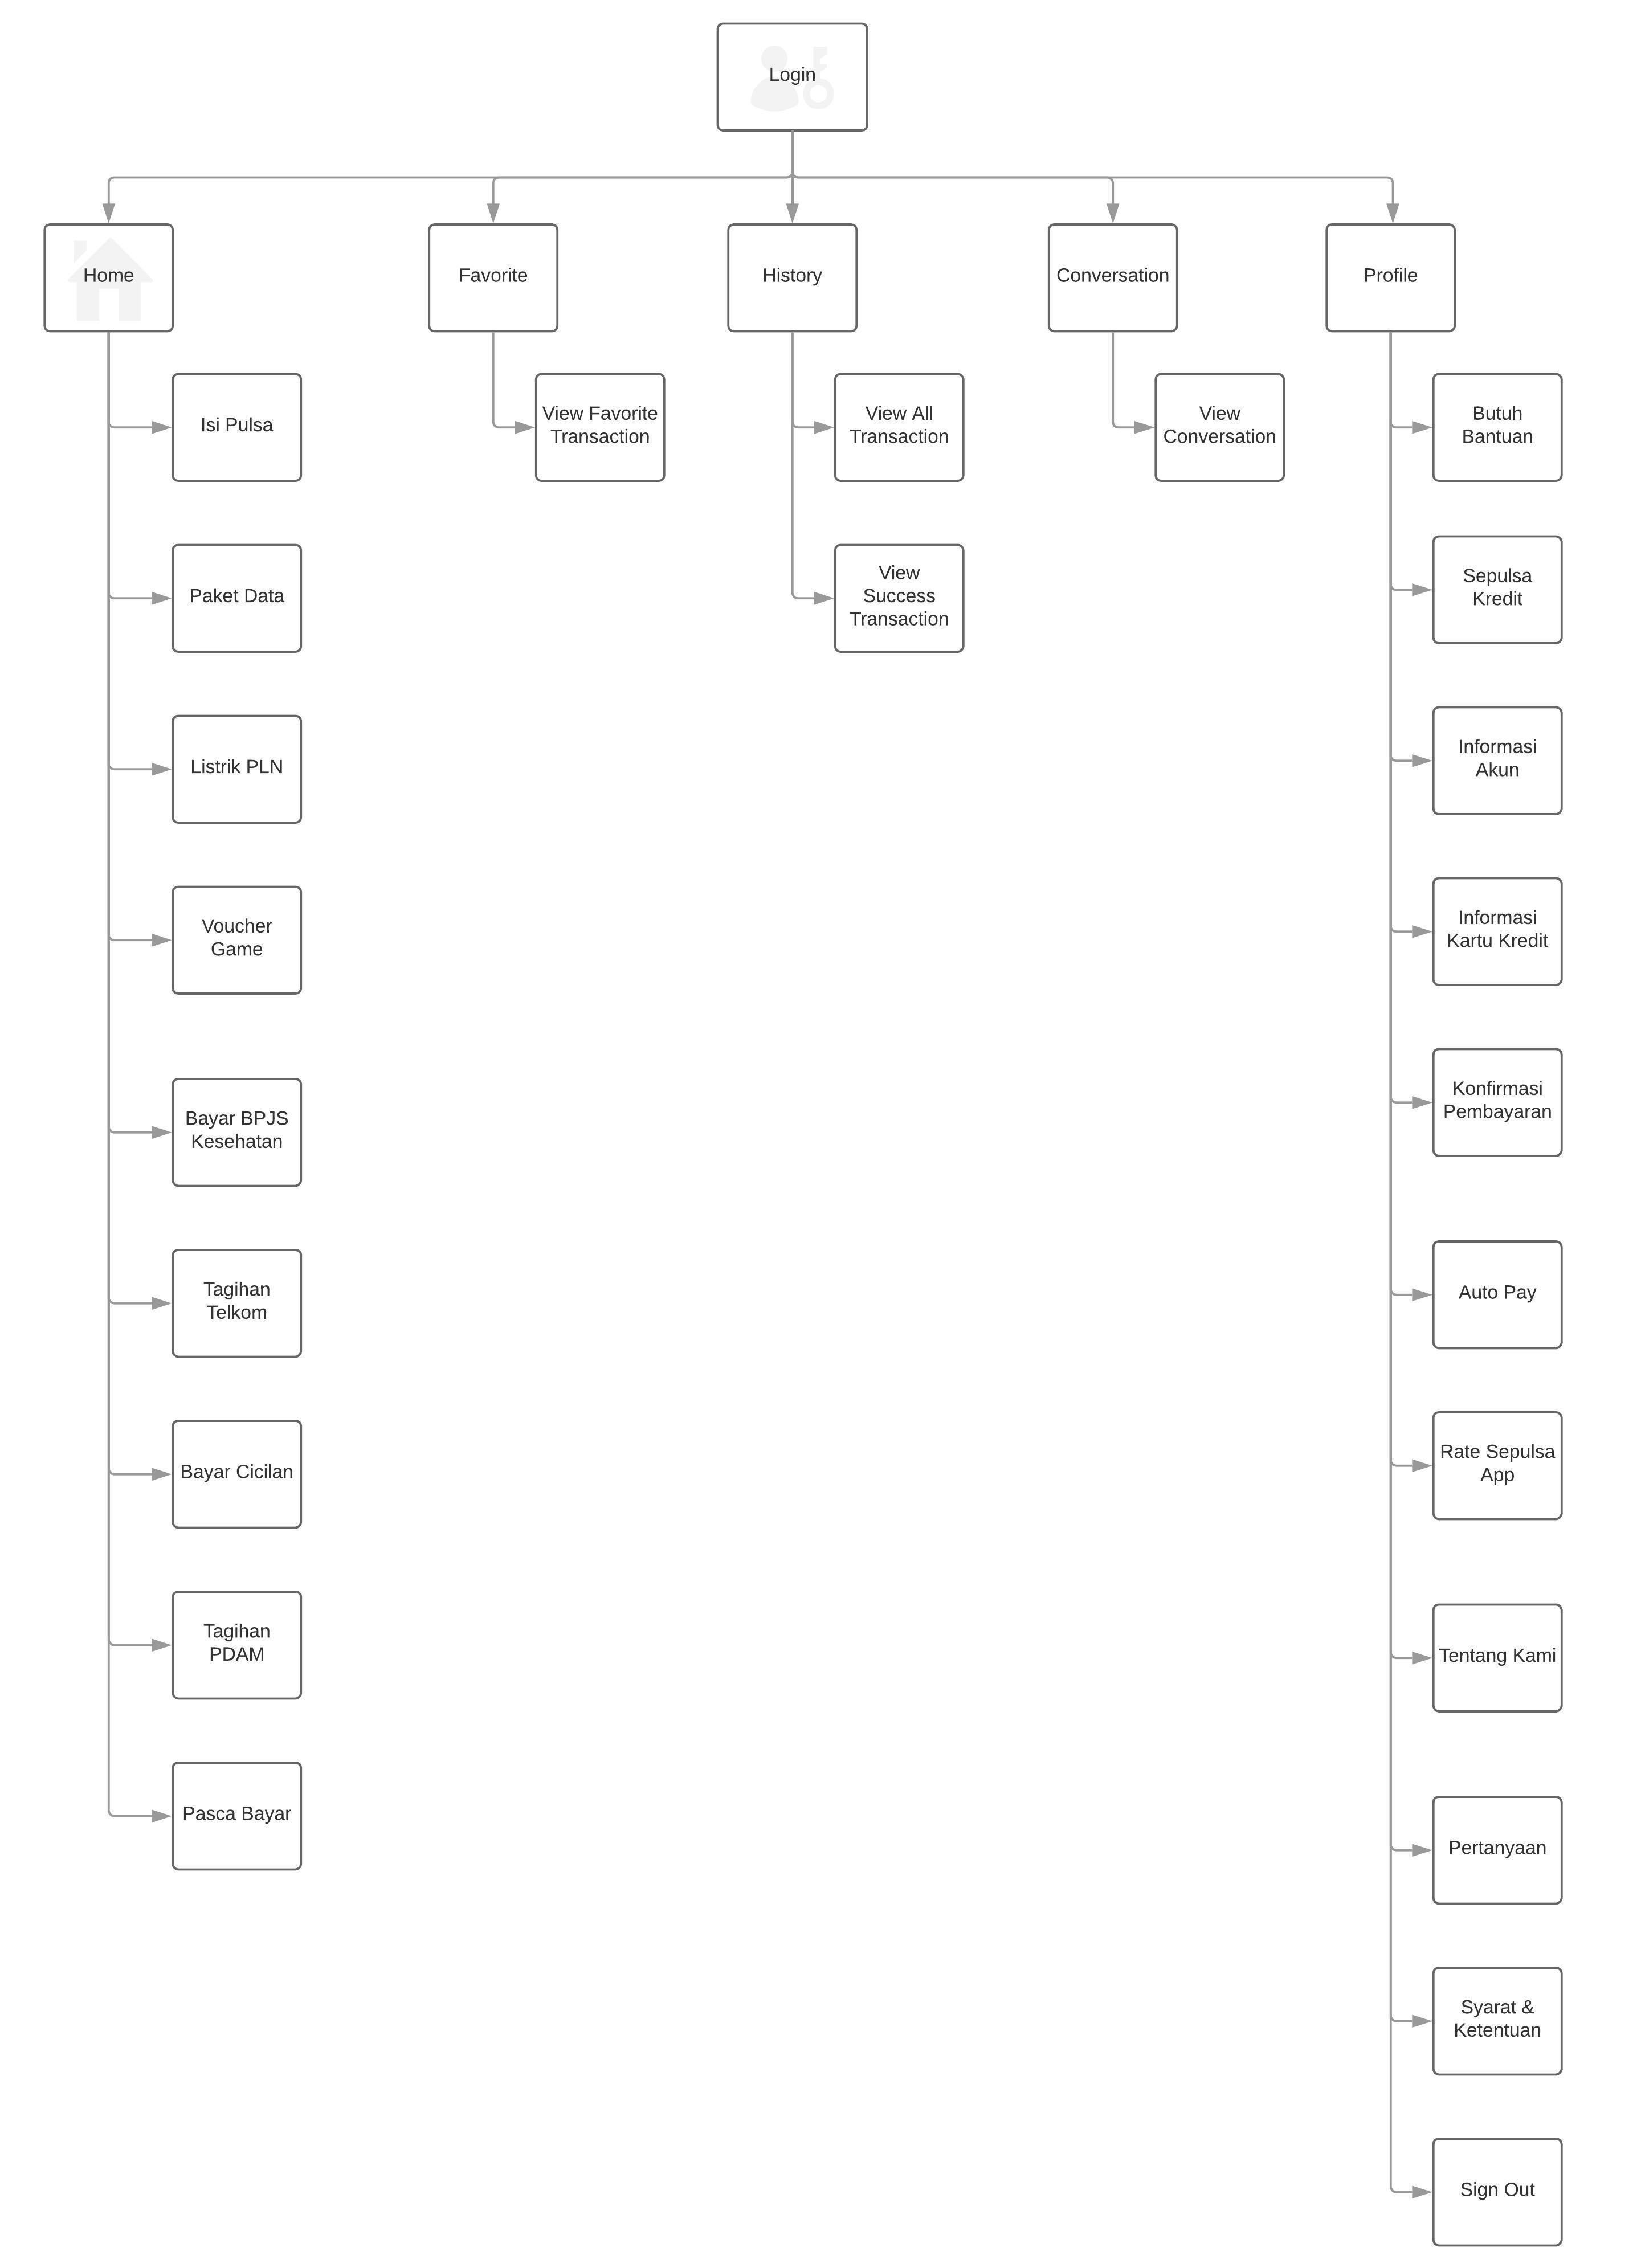 Login
Home
Favorite
History
Conversation
Profile
Isi Pulsa
Paket Data
Listrik PLN
Voucher
Game
Bayar BPJS
Kesehatan
Tagihan
Telkom
Bayar Cicilan
Tagihan
PDAM
Pasca Bayar
View Favorite
Transaction
View All
Transaction
View
Success
Transaction
View
Conversation
Butuh
Bantuan
Sepulsa
Kredit
Informasi
Akun
Informasi
Kartu Kredit
Konfirmasi
Pembayaran
Auto Pay
Rate Sepulsa
App
Tentang Kami
Pertanyaan
Syarat &
Ketentuan
Sign Out